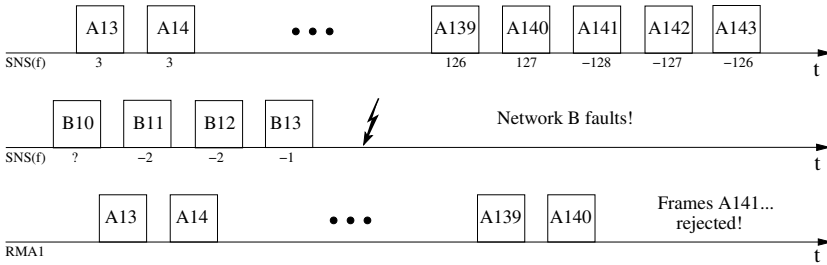 A13 A14 ••• A139 A140 A141 A142 A143
SNS(f) 3 3 126 127 −128 −127 −126 t
B10 B11 B12 B13 Network B faults!
SNS(f) ? −2 −2 −1 t
A13 A14 ••• A139 A140 Frames A141...
rejected!
RMA1 t